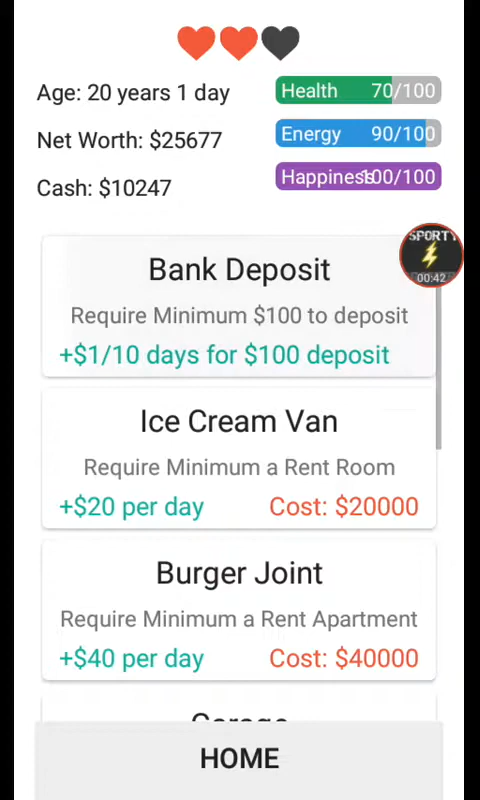 Age: 20 years 1 day
Health 70/100
Net Worth: $25677
Energy 90/100
Cash: $10247
Happiness 100/100
SPORTY
00:42
Bank Deposit
Require Minimum $100 to deposit
+$1/10 days for $100 deposit
Ice Cream Van
Require Minimum a Rent Room
+$20 per day Cost: $20000
Burger Joint
Require Minimum a Rent Apartment
+$40 per day Cost: $40000
Garage
HOME